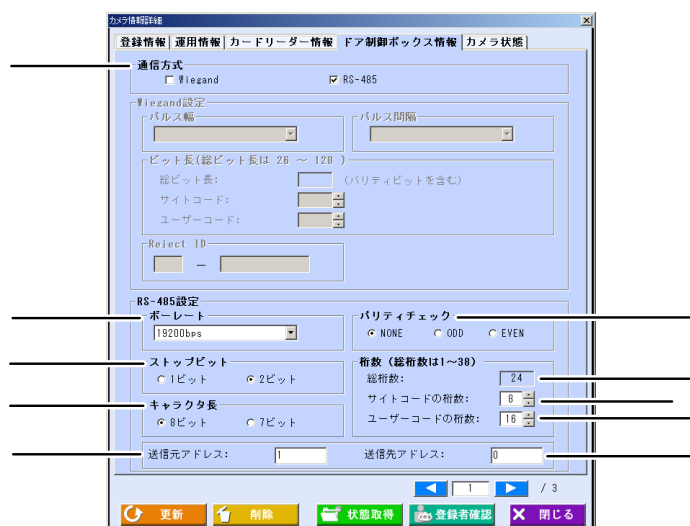 カメラ情報詳細
登録情報 運用情報 カードリーダー情報 ドア制御ボックス情報 カメラ状態
通信方式
Wiegand RS-485
Wiegand設定
パルス幅 パルス間隔
ビット長(総ビット長は 26 ～ 128 )
総ビット長: (パリティビットを含む)
サイトコード:
ユーザーコード:
Reject ID
－
RS-485設定
ボーレート パリティチェック
19200bps NONE ODD EVEN
ストップビット 桁数 (総桁数は1～38)
1ビット 2ビット 総桁数: 24
キャラクタ長 サイトコードの桁数: 8
8ビット 7ビット ユーザーコードの桁数: 16
送信元アドレス: 1 送信先アドレス: 0
1 / 3
更新 削除 状態取得 登録者確認 閉じる